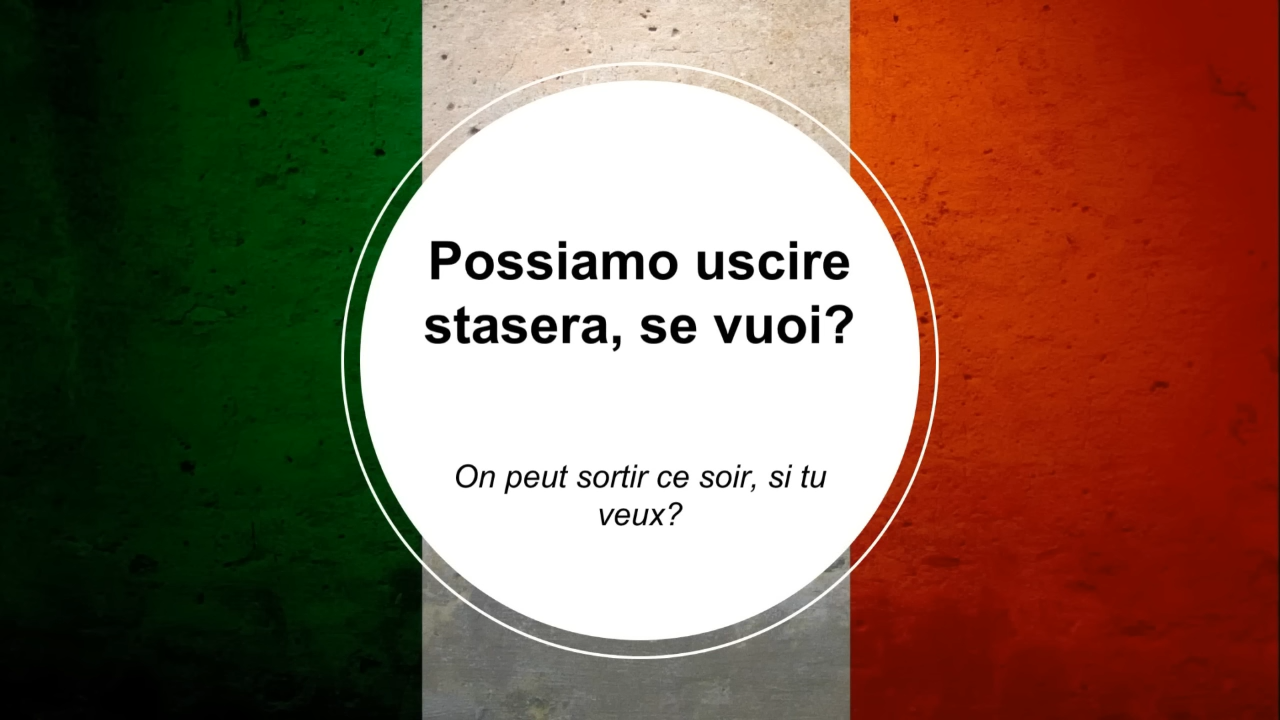 Possiamo uscire
stasera, se vuoi?
On peut sortir ce soir, si tu
veux?